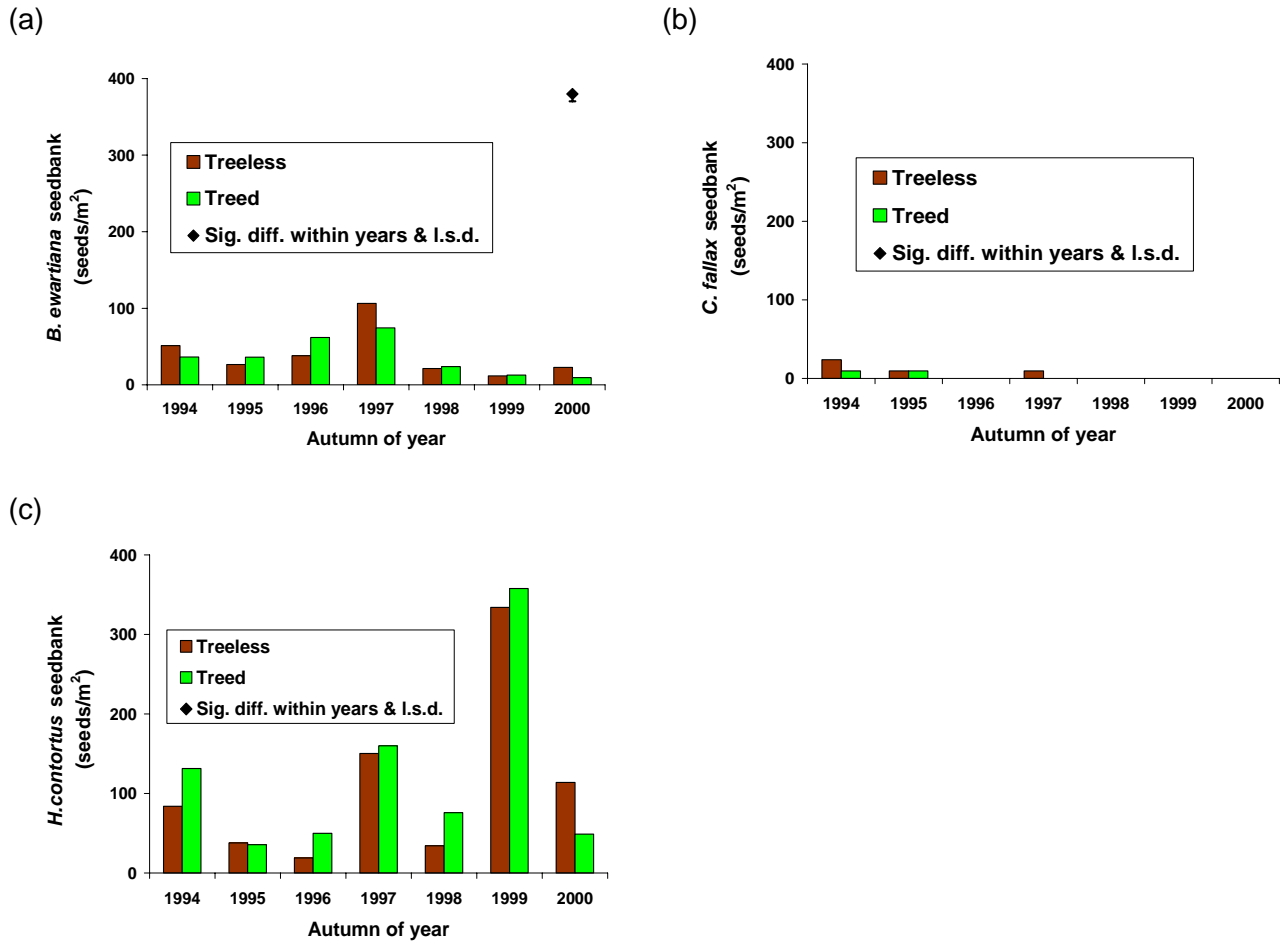 (a)
B. ewartiana seedbank
(seeds/m²)
400
300
200
100
0
Treeless
Treed
Sig. diff. within years & l.s.d.
1994 1995 1996 1997 1998 1999 2000
Autumn of year
(b)
C. fallax seedbank
(seeds/m²)
400
300
200
100
0
Treeless
Treed
Sig. diff. within years & l.s.d.
1994 1995 1996 1997 1998 1999 2000
Autumn of year
(c)
H.contortus seedbank
(seeds/m²)
400
300
200
100
0
Treeless
Treed
Sig. diff. within years & l.s.d.
1994 1995 1996 1997 1998 1999 2000
Autumn of year